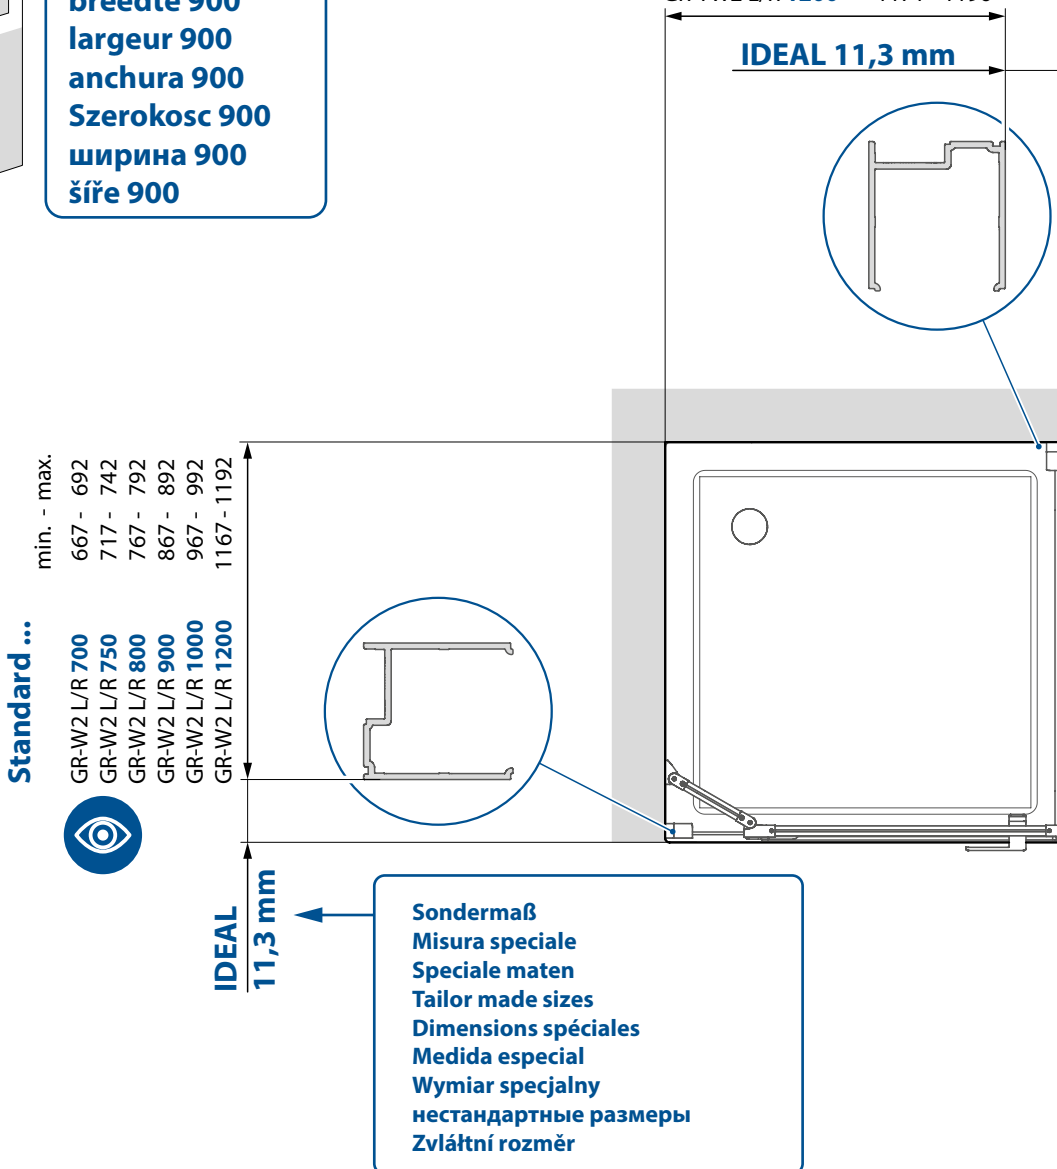 breedte 900
largeur 900
anchura 900
Szerokosc 900
ширина 900
šíře 900
IDEAL 11,3 mm
Standard ...
min. - max.
GR-W2 L/R 700 667 - 692
GR-W2 L/R 750 717 - 742
GR-W2 L/R 800 767 - 792
GR-W2 L/R 900 867 - 892
GR-W2 L/R 1000 967 - 992
GR-W2 L/R 1200 1167 - 1192
IDEAL
11,3 mm
Sondermaß
Misura speciale
Speciale maten
Tailor made sizes
Dimensions spéciales
Medida especial
Wymiar specjalny
нестандартные размеры
Zvláłtní rozměr